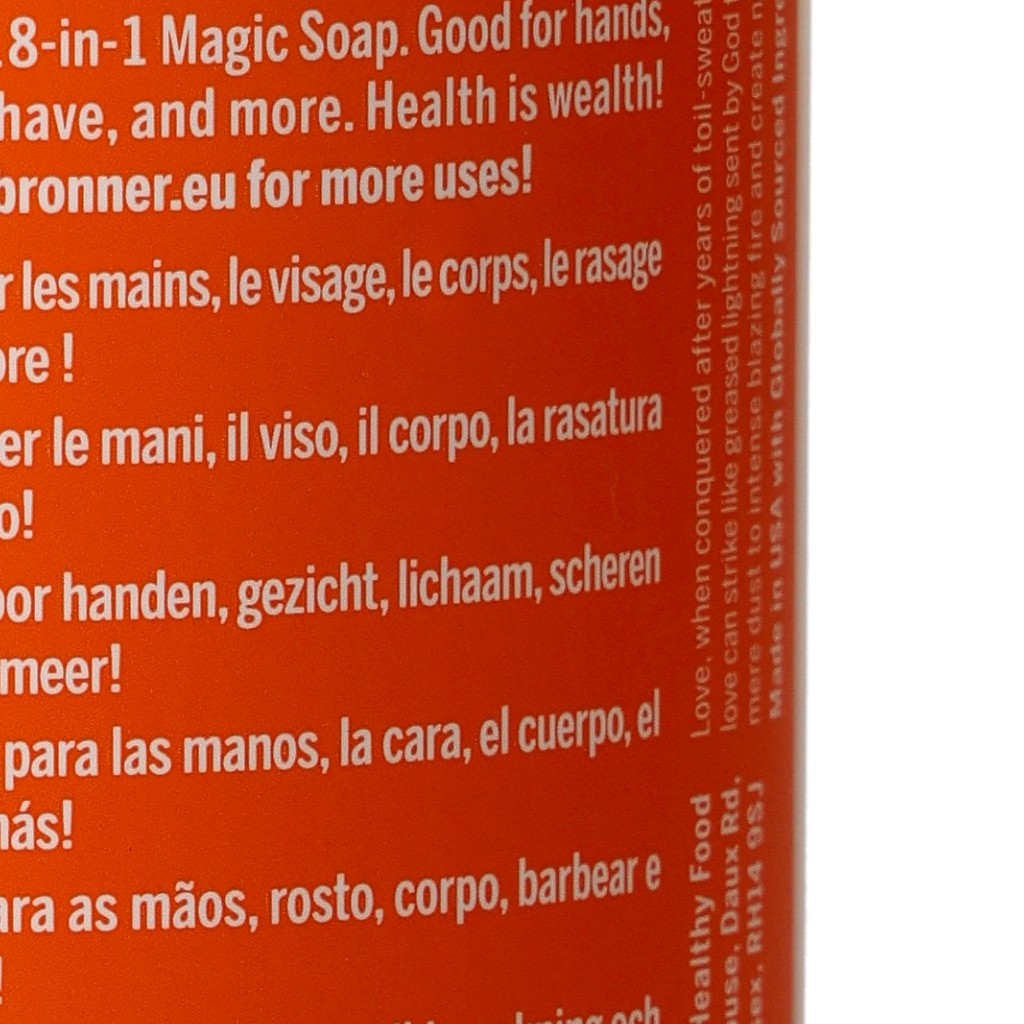 8-in-1 Magic Soap. Good for hands,
have, and more. Health is wealth!
bronner.eu for more uses!
r les mains, le visage, le corps, le rasage
ore !
er le mani, il viso, il corpo, la rasatura
o!
oor handen, gezicht, lichaam, scheren
meer!
para las manos, la cara, el cuerpo, el
más!
ara as mãos, rosto, corpo, barbear e
!
och
Love, when conquered after years of toil-sweat
love can strike like greased lightning sent by God
mere dust to intense blazing fire and create n
Made in USA with Globally Sourced Ingre
Healthy Food
use, Daux Rd.
ex, RH14 9SJ